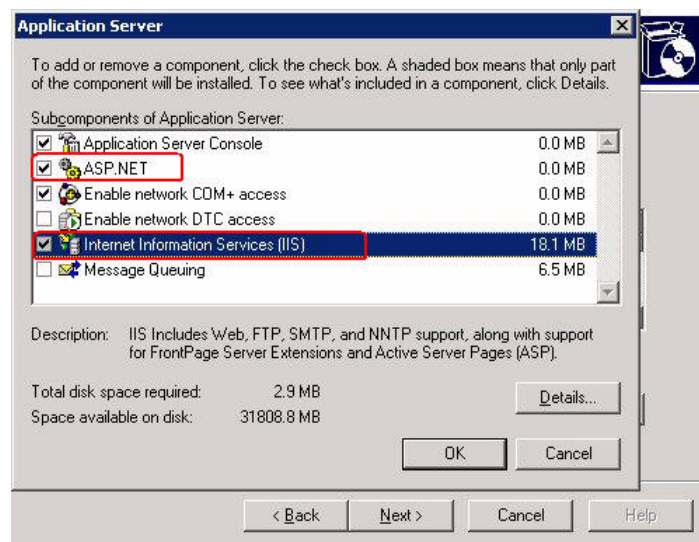 Application Server
To add or remove a component, click the check box. A shaded box means that only part
of the component will be installed. To see what's included in a component, click Details.
Subcomponents of Application Server:
Application Server Console 0.0 MB
ASP.NET 0.0 MB
Enable network COM+ access 0.0 MB
Enable network DTC access 0.0 MB
Internet Information Services (IIS) 18.1 MB
Message Queuing 6.5 MB
Description: IIS Includes Web, FTP, SMTP, and NNTP support, along with support
for FrontPage Server Extensions and Active Server Pages (ASP).
Total disk space required: 2.9 MB
Details...
Space available on disk: 31808.8 MB
OK Cancel
< Back Next > Cancel Help